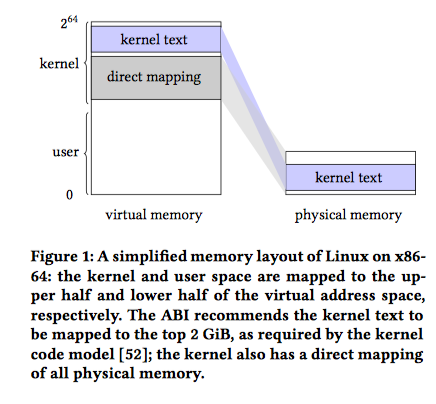 2^64
kernel text
kernel
direct mapping
user
kernel text
0
virtual memory
physical memory
Figure 1: A simplified memory layout of Linux on x86-
64: the kernel and user space are mapped to the up-
per half and lower half of the virtual address space,
respectively. The ABI recommends the kernel text to
be mapped to the top 2 GiB, as required by the kernel
code model [52]; the kernel also has a direct mapping
of all physical memory.